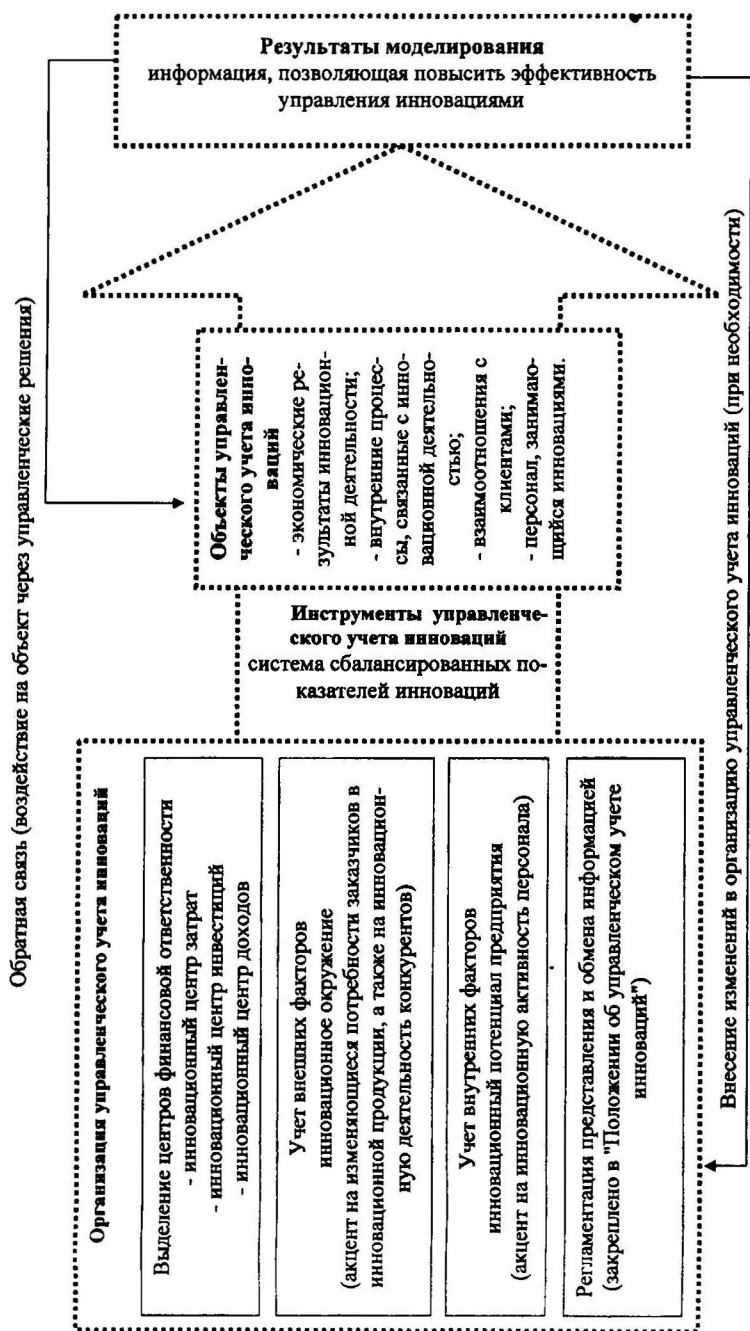 Обратная связь (воздействие на объект через управленческие решения)
Организация управленческого учета инноваций
Выделение центров финансовой ответственности
- инновационный центр затрат
- инновационный центр инвестиций
- инновационный центр доходов
Учет внешних факторов
инновационное окружение
(акцент на изменяющиеся потребности заказчиков в
инновационной продукции, а также на инновацион-
ную деятельность конкурентов)
Учет внутренних факторов
инновационный потенциал предприятия
(акцент на инновационную активность персонала)
Регламентация представления и обмена информацией
(закреплено в "Положении об управленческом учете
инноваций")
Инструменты управленче-
ского учета инноваций
система сбалансированных по-
казателей инноваций
Объекты управлен-
ческого учета инно-
ваций
- экономические ре-
зультаты инновацион-
ной деятельности;
- внутренние процес-
сы, связанные с инно-
вационной деятельно-
стью;
- взаимоотношения с
клиентами;
- персонал, занимаю-
щийся инновациями.
Результаты моделирования
информация, позволяющая повысить эффективность
управления инновациями
Внесение изменений в организацию управленческого учета инноваций (при необходимости)